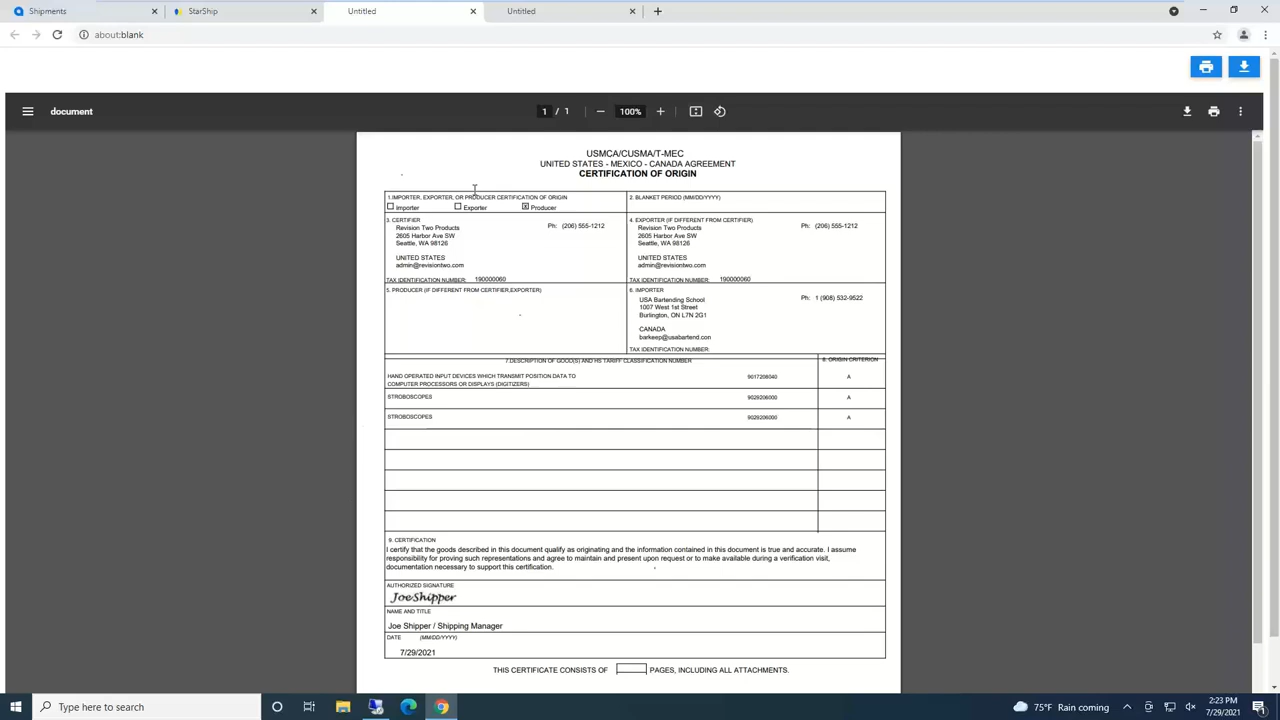 Shipments
StarShip
Untitled
Untitled
about:blank
document
1 / 1
100%
USMCA/CUSMA/T-MEC
UNITED STATES - MEXICO - CANADA AGREEMENT
CERTIFICATION OF ORIGIN
1.IMPORTER, EXPORTER, OR PRODUCER CERTIFICATION OF ORIGIN
Importer
Exporter
x Producer
2. BLANKET PERIOD (MM/DD/YYYY)
3. CERTIFIER
Revision Two Products
Ph: (206) 555-1212
2605 Harbor Ave SW
Seattle, WA 98126
UNITED STATES
admin@revisiontwo.com
TAX IDENTIFICATION NUMBER: 190000060
4. EXPORTER (IF DIFFERENT FROM CERTIFIER)
Revision Two Products
Ph: (206) 555-1212
2605 Harbor Ave SW
Seattle, WA 98126
UNITED STATES
admin@revisiontwo.com
TAX IDENTIFICATION NUMBER: 190000060
5. PRODUCER (IF DIFFERENT FROM CERTIFIER,EXPORTER)
6. IMPORTER
USA Bartending School
Ph: 1 (908) 532-9522
1007 West 1st Street
Burlington, ON L7N 2G1
CANADA
barkeep@usabartend.con
TAX IDENTIFICATION NUMBER:
7.DESCRIPTION OF GOOD(S) AND HS TARIFF CLASSIFICATION NUMBER
8. ORIGIN CRITERION
HAND OPERATED INPUT DEVICES WHICH TRANSMIT POSITION DATA TO
COMPUTER PROCESSORS OR DISPLAYS (DIGITIZERS)
9017208040
A
STROBOSCOPES
9029206000
A
STROBOSCOPES
9029206000
A
9. CERTIFICATION
I certify that the goods described in this document qualify as originating and the information contained in this document is true and accurate. I assume
responsibility for proving such representations and agree to maintain and present upon request or to make available during a verification visit,
documentation necessary to support this certification.
AUTHORIZED SIGNATURE
Joe Shipper
NAME AND TITLE
Joe Shipper / Shipping Manager
DATE (MM/DD/YYYY)
7/29/2021
THIS CERTIFICATE CONSISTS OF PAGES, INCLUDING ALL ATTACHMENTS.
Type here to search
75°F Rain coming
2:23 PM
7/29/2021